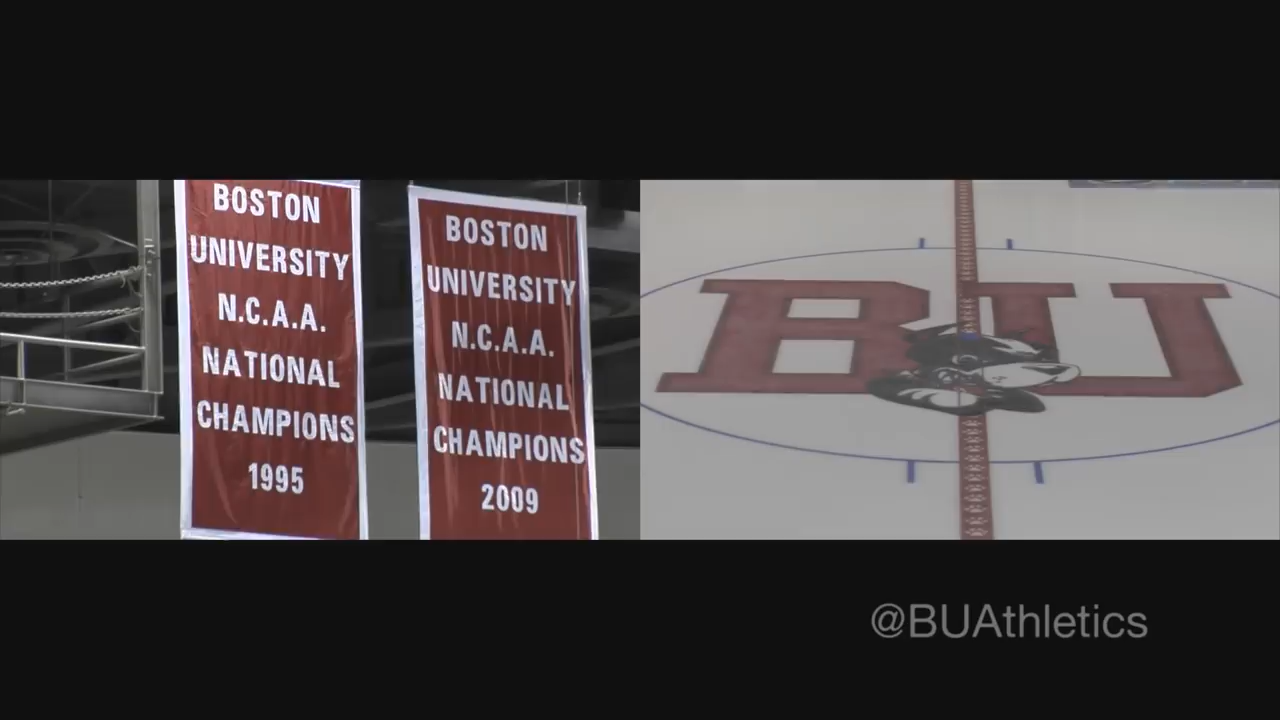 BOSTON
UNIVERSITY
N.C.A.A.
NATIONAL
CHAMPIONS
1995
BOSTON
UNIVERSITY
N.C.A.A.
NATIONAL
CHAMPIONS
2009
BU
@BUAthletics